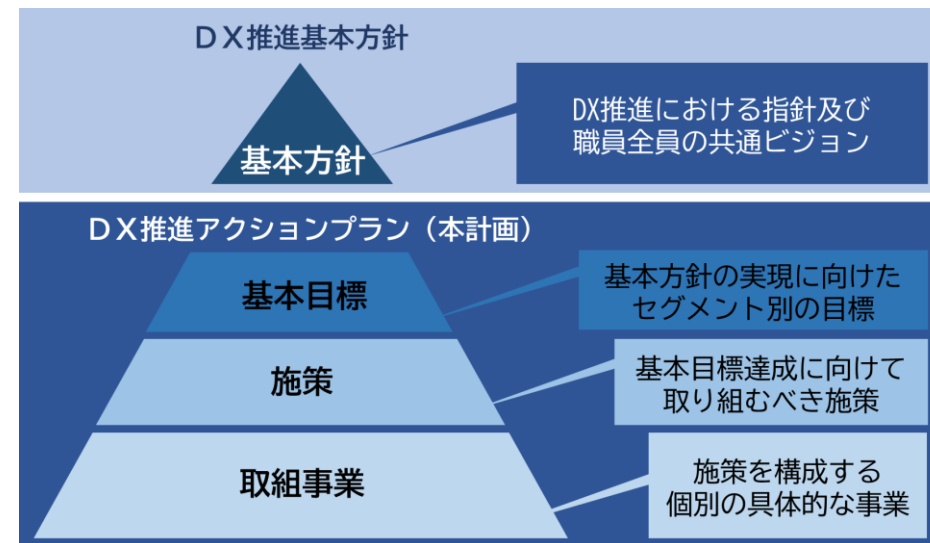 ＤＸ推進基本方針
基本方針
DX推進における指針及び
職員全員の共通ビジョン
ＤＸ推進アクションプラン（本計画）
基本目標
基本方針の実現に向けた
セグメント別の目標
施策
基本目標達成に向けて
取り組むべき施策
取組事業
施策を構成する
個別の具体的な事業